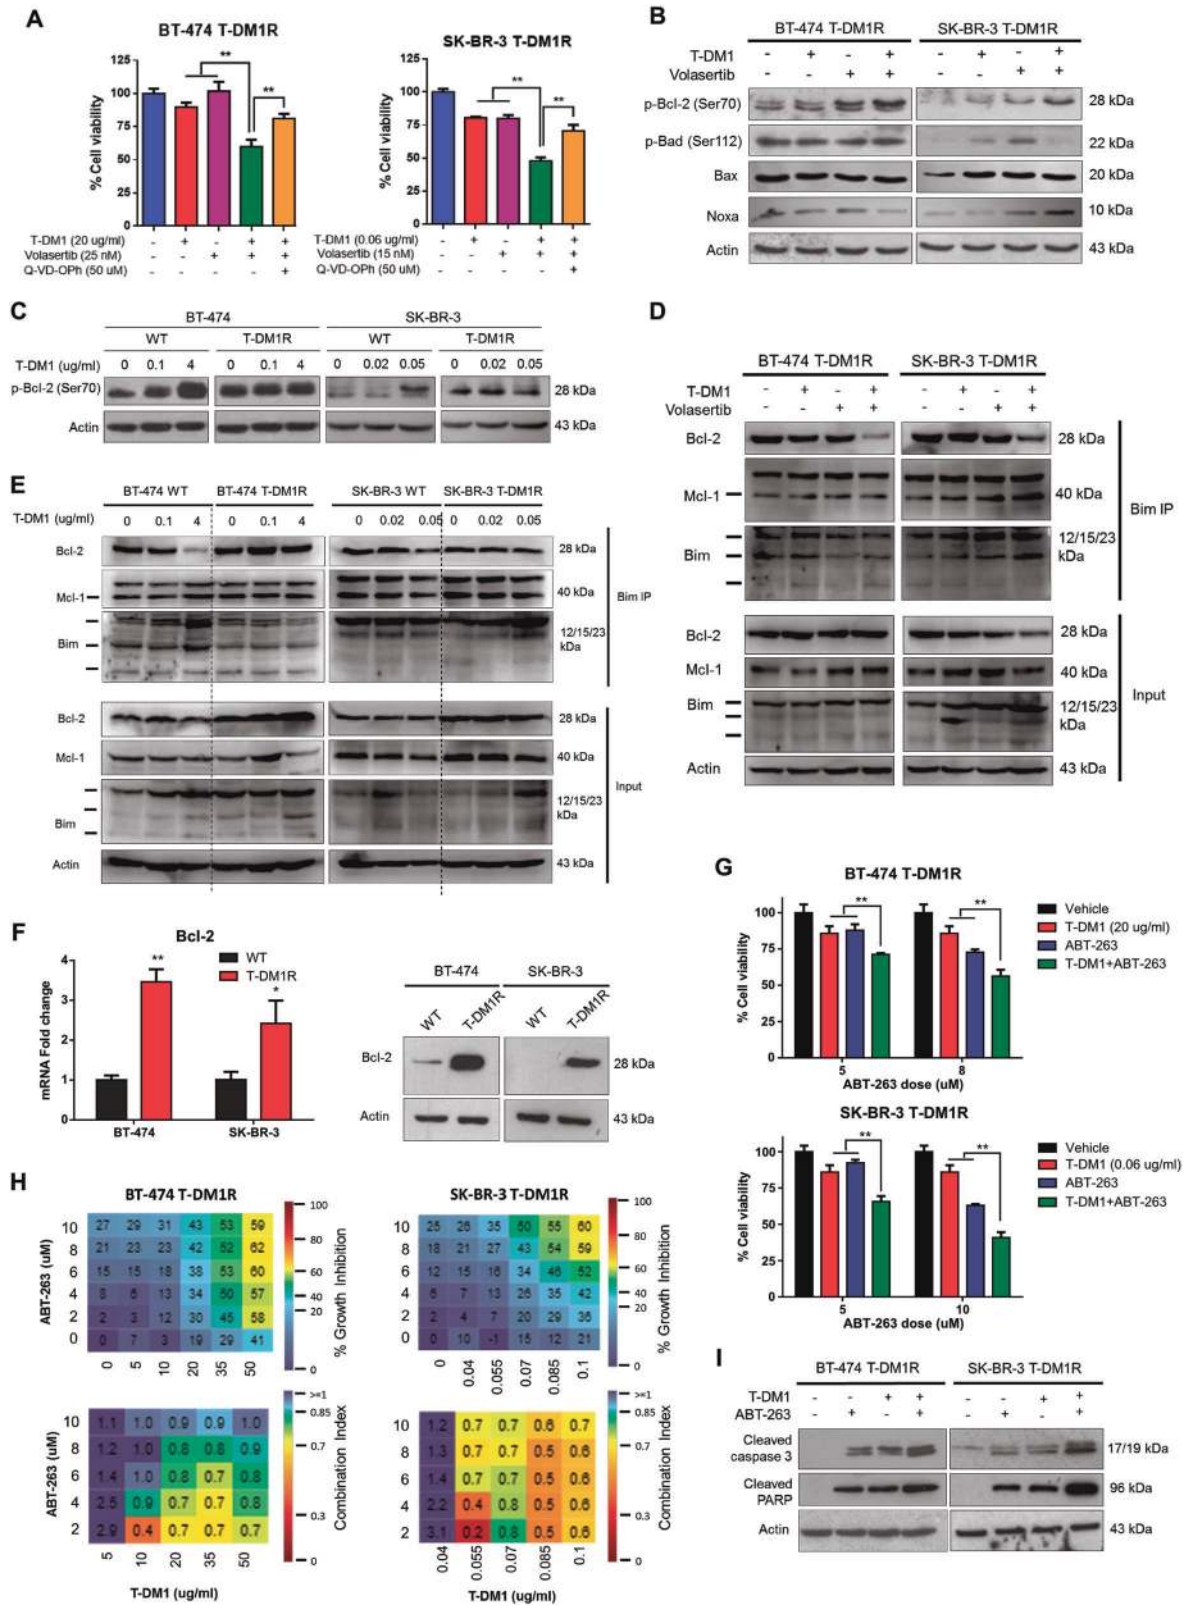 A
BT-474 T-DM1R
% Cell viability
125
100
75
50
25
0
** **
T-DM1 (20 ug/ml) - + - + +
Volasertib (25 nM) - - + + +
Q-VD-OPh (50 uM) - - - - +
SK-BR-3 T-DM1R
% Cell viability
125
100
75
50
25
0
** **
T-DM1 (0.06 ug/ml) - + - + +
Volasertib (15 nM) - - + + +
Q-VD-OPh (50 uM) - - - - +
B
BT-474 T-DM1R SK-BR-3 T-DM1R
T-DM1 - + - + - + - +
Volasertib - - + + - - + +
p-Bcl-2 (Ser70) 28 kDa
p-Bad (Ser112) 22 kDa
Bax 20 kDa
Noxa 10 kDa
Actin 43 kDa
C
BT-474 SK-BR-3
WT T-DM1R WT T-DM1R
T-DM1 (ug/ml) 0 0.1 4 0 0.1 4 0 0.02 0.05 0 0.02 0.05
p-Bcl-2 (Ser70) 28 kDa
Actin 43 kDa
D
BT-474 T-DM1R SK-BR-3 T-DM1R
T-DM1 - + - + - + - +
Volasertib - - + + - - + +
Bcl-2 28 kDa
Mcl-1 40 kDa
Bim 12/15/23
kDa
Bim IP
Bcl-2 28 kDa
Mcl-1 40 kDa
Bim 12/15/23
kDa
Actin 43 kDa
Input
E
BT-474 WT BT-474 T-DM1R SK-BR-3 WT SK-BR-3 T-DM1R
T-DM1 (ug/ml) 0 0.1 4 0 0.1 4 0 0.02 0.05 0 0.02 0.05
Bcl-2 28 kDa
Mcl-1 40 kDa
Bim 12/15/23
kDa
Bim IP
Bcl-2 28 kDa
Mcl-1 40 kDa
Bim 12/15/23
kDa
Actin 43 kDa
Input
F
Bcl-2
mRNA Fold change
4
3
2
1
0
** *
WT
T-DM1R
BT-474 SK-BR-3
BT-474 SK-BR-3
WT T-DM1R WT T-DM1R
Bcl-2 28 kDa
Actin 43 kDa
G
BT-474 T-DM1R
% Cell viability
100
75
50
25
0
** **
5 8
ABT-263 dose (uM)
Vehicle
T-DM1 (20 ug/ml)
ABT-263
T-DM1+ABT-263
SK-BR-3 T-DM1R
% Cell viability
100
75
50
25
0
** **
5 10
ABT-263 dose (uM)
Vehicle
T-DM1 (0.06 ug/ml)
ABT-263
T-DM1+ABT-263
H
BT-474 T-DM1R
ABT-263 (uM)
10 27 29 31 43 53 59
8 21 23 23 42 52 62
6 15 15 18 38 53 60
4 8 6 13 34 50 57
2 2 3 12 30 45 58
0 0 7 3 19 29 41
0 5 10 20 35 50
100
80
60
40
20
0
% Growth Inhibition
SK-BR-3 T-DM1R
10 25 26 35 50 55 60
8 18 21 27 43 54 59
6 12 15 16 34 46 52
4 6 7 13 26 35 42
2 2 4 7 20 29 36
0 0 10 -1 15 12 21
0 0.04 0.055 0.07 0.085 0.1
100
80
60
40
20
0
% Growth Inhibition
ABT-263 (uM)
10 1.1 1.0 0.9 0.9 1.0
8 1.2 1.0 0.8 0.8 0.9
6 1.4 1.0 0.8 0.7 0.8
4 2.5 0.9 0.7 0.7 0.8
2 2.9 0.4 0.7 0.7 0.7
5 10 20 35 50
T-DM1 (ug/ml)
>=1
0.85
0.7
0.3
0
Combination Index
10 1.2 0.7 0.7 0.6 0.7
8 1.3 0.7 0.7 0.5 0.6
6 1.4 0.7 0.7 0.5 0.6
4 2.2 0.4 0.8 0.5 0.6
2 3.1 0.2 0.8 0.5 0.6
0.04 0.055 0.07 0.085 0.1
T-DM1 (ug/ml)
>=1
0.85
0.7
0.3
0
Combination Index
I
BT-474 T-DM1R SK-BR-3 T-DM1R
T-DM1 - - + + - - + +
ABT-263 - + - + - + - +
Cleaved
caspase 3 17/19 kDa
Cleaved
PARP 96 kDa
Actin 43 kDa